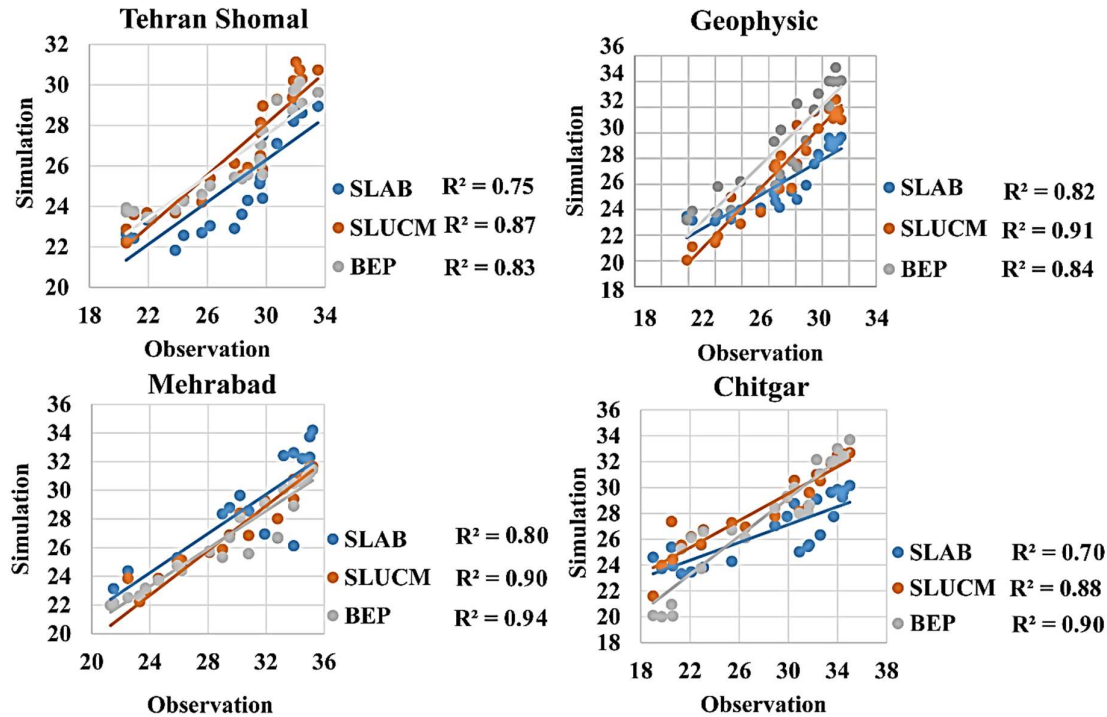 Tehran Shomal
Simulation
32
30
28
26
24
22
20
18 22 26 30 34
Observation
SLAB R² = 0.75
SLUCM R² = 0.87
BEP R² = 0.83
Geophysic
Simulation
36
34
32
30
28
26
24
22
20
18
18 22 26 30 34
Observation
SLAB R² = 0.82
SLUCM R² = 0.91
BEP R² = 0.84
Mehrabad
Simulation
36
34
32
30
28
26
24
22
20
20 24 28 32 36
Observation
SLAB R² = 0.80
SLUCM R² = 0.90
BEP R² = 0.94
Chitgar
Simulation
36
34
32
30
28
26
24
22
20
18
18 22 26 30 34 38
Observation
SLAB R² = 0.70
SLUCM R² = 0.88
BEP R² = 0.90